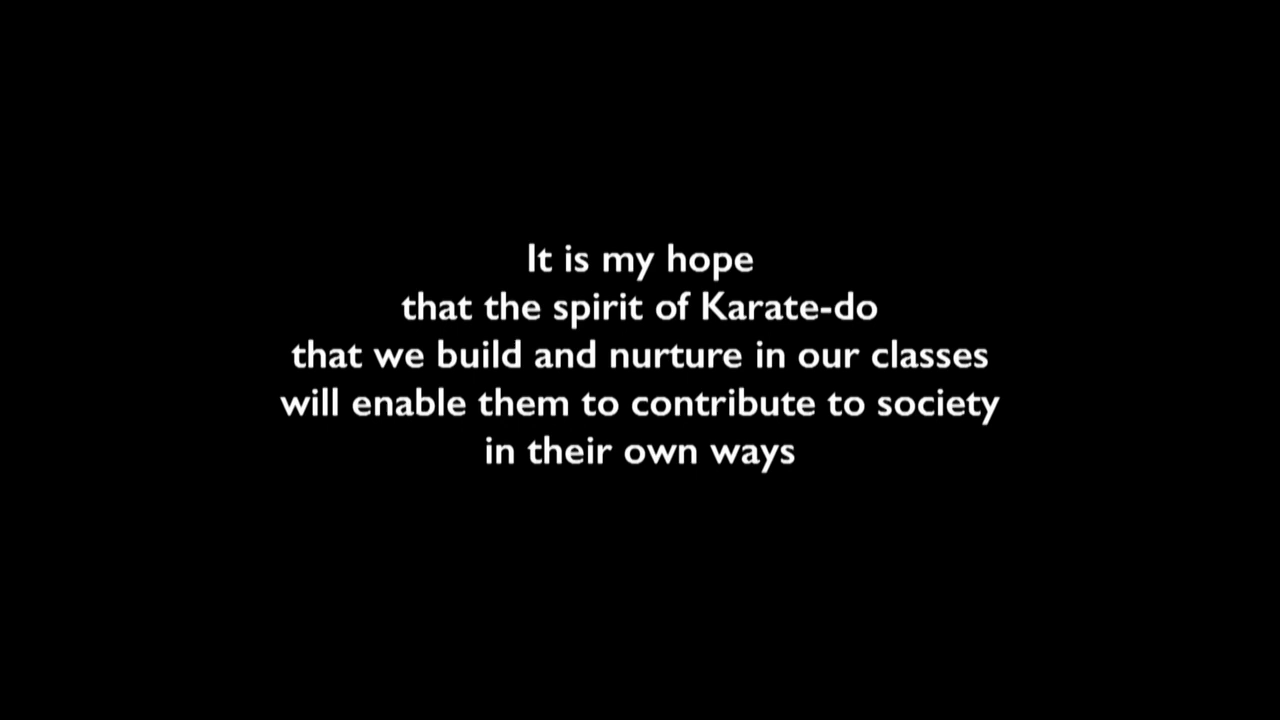 It is my hope
that the spirit of Karate-do
that we build and nurture in our classes
will enable them to contribute to society
in their own ways